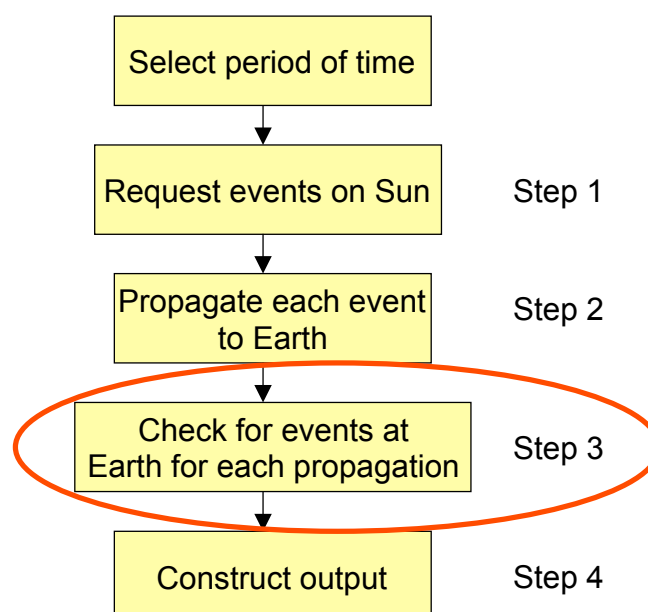 Select period of time
Request events on Sun
Step 1
Propagate each event
to Earth
Step 2
Check for events at
Earth for each propagation
Step 3
Construct output
Step 4